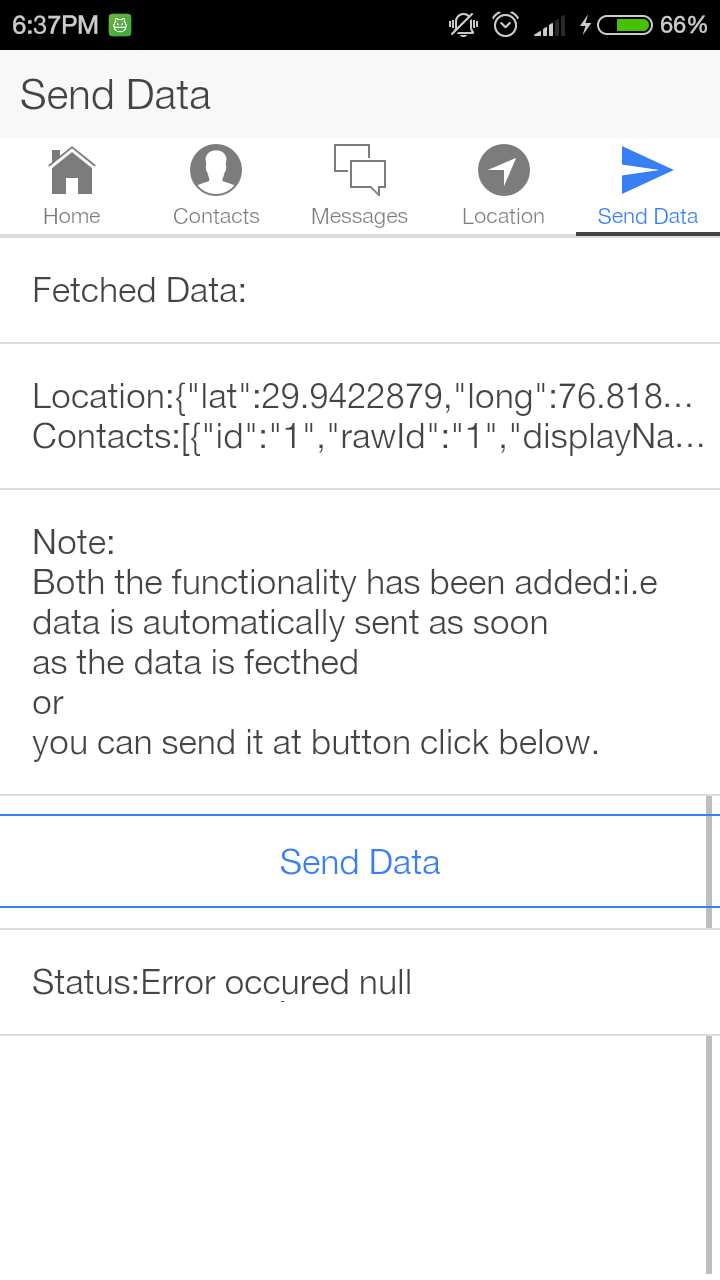 6:37PM
66%
Send Data
Home
Contacts
Messages
Location
Send Data
Fetched Data:
Location:{"lat":29.9422879,"long":76.818...
Contacts:[{"id":"1","rawId":"1","displayNa...
Note:
Both the functionality has been added:i.e
data is automatically sent as soon
as the data is fecthed
or
you can send it at button click below.
Send Data
Status:Error occured null